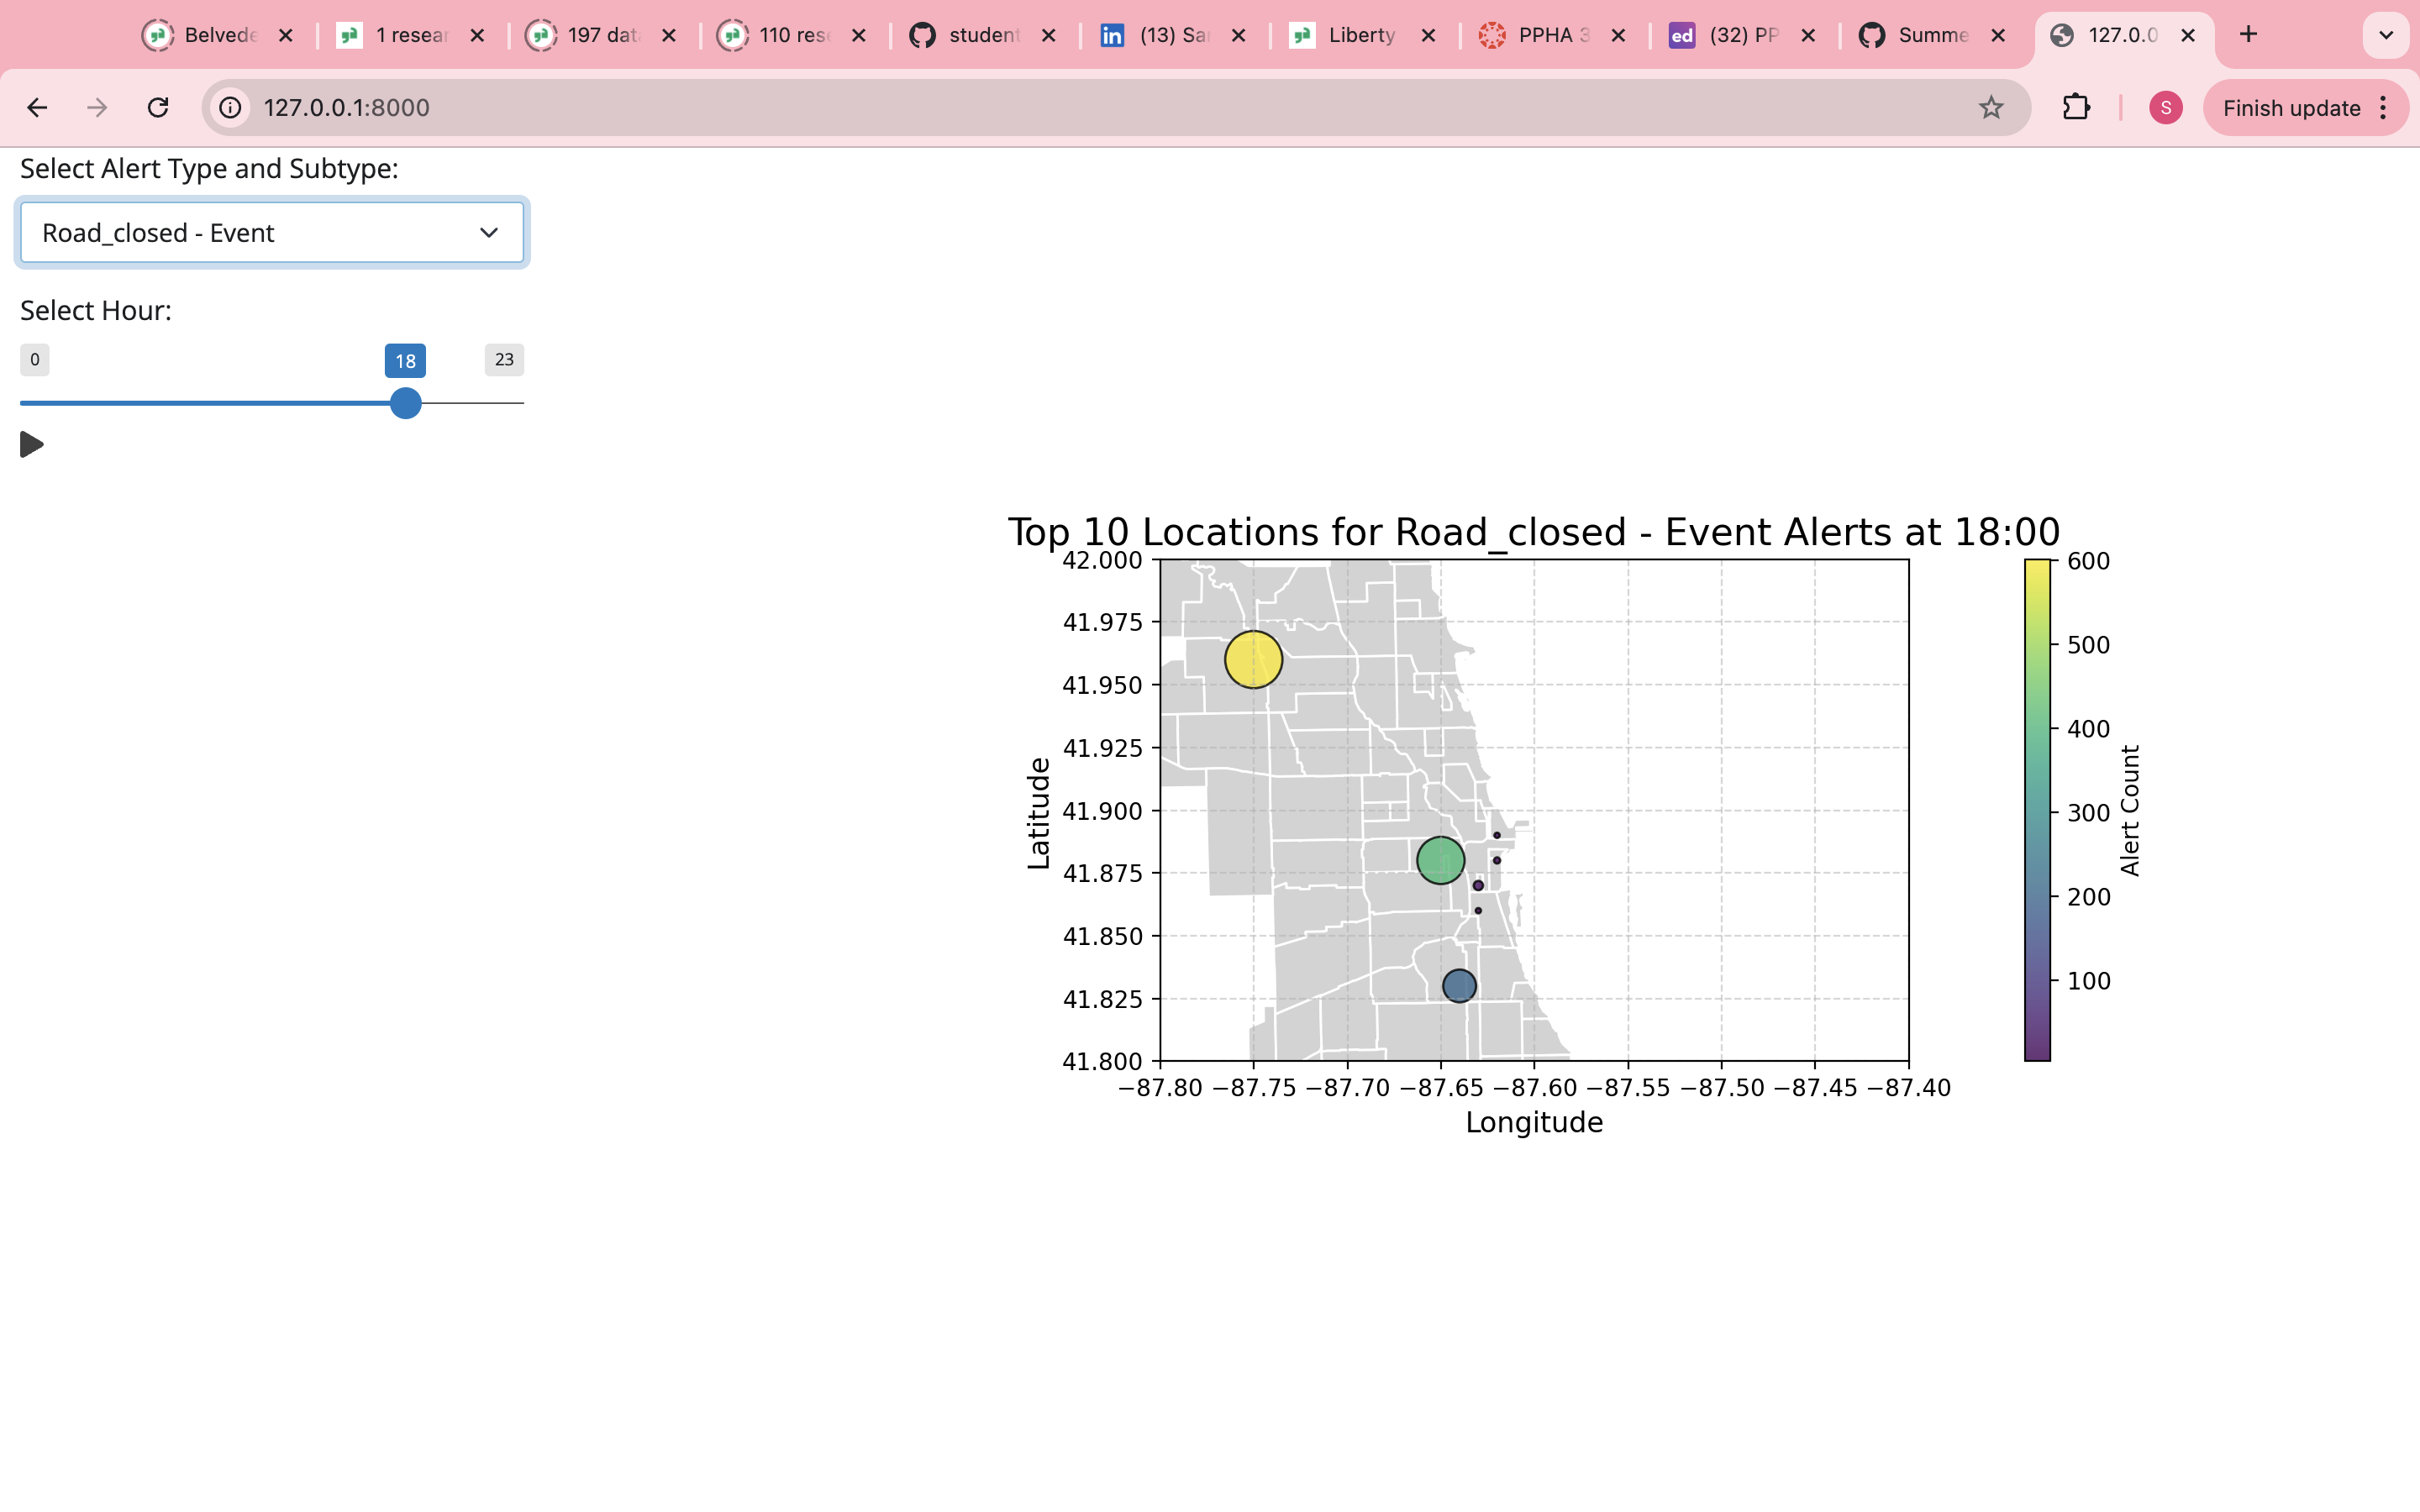 Belvede
1 resear
197 dat
110 rese
student
(13) Sa
Liberty
PPHA 3
ed
(32) PP
Summe
127.0.0
127.0.0.1:8000
S
Finish update
Select Alert Type and Subtype:
Road_closed - Event
Select Hour:
0
18
23
Top 10 Locations for Road_closed - Event Alerts at 18:00
42.000
41.975
41.950
41.925
41.900
41.875
41.850
41.825
41.800
Latitude
−87.80 −87.75 −87.70 −87.65 −87.60 −87.55 −87.50 −87.45 −87.40
Longitude
600
500
400
300
200
100
Alert Count